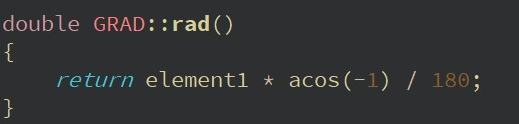 double GRAD::rad()
{
    return element1 * acos(-1) / 180;
}